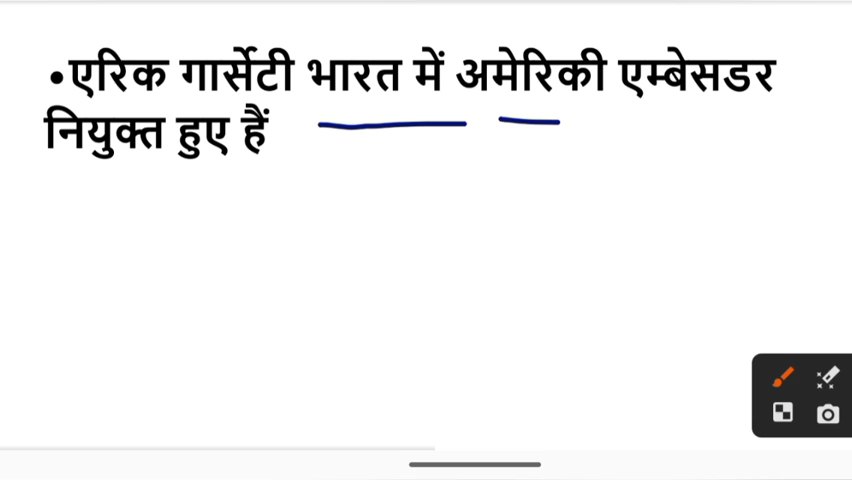 •एरिक गार्सेटी भारत में अमेरिकी एम्बेसडर
नियुक्त हुए हैं